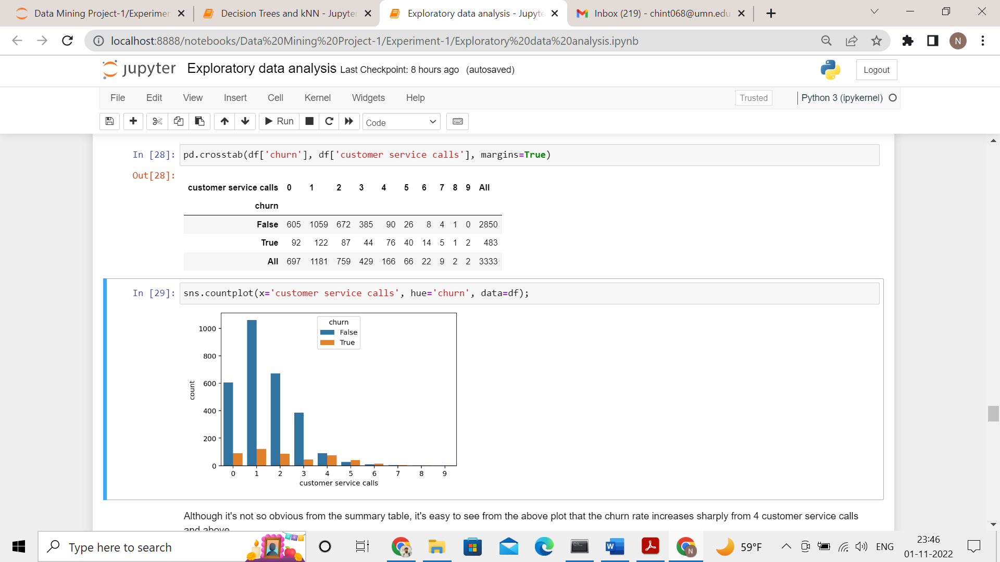 Data Mining Project-1/Experimen
Decision Trees and kNN - Jupyter
Exploratory data analysis - Jupyte
Inbox (219) - chint068@umn.edu
localhost:8888/notebooks/Data%20Mining%20Project-1/Experiment-1/Exploratory%20data%20analysis.ipynb
N
jupyter Exploratory data analysis Last Checkpoint: 8 hours ago (autosaved)
Logout
File Edit View Insert Cell Kernel Widgets Help
Trusted
Python 3 (ipykernel)
Run
Code
In [28]: pd.crosstab(df['churn'], df['customer service calls'], margins=True)
Out[28]:
customer service calls 0 1 2 3 4 5 6 7 8 9 All
churn
False 605 1059 672 385 90 26 8 4 1 0 2850
True 92 122 87 44 76 40 14 5 1 2 483
All 697 1181 759 429 166 66 22 9 2 2 3333
In [29]: sns.countplot(x='customer service calls', hue='churn', data=df);
churn
False
True
1000
800
600
400
200
0
count
0 1 2 3 4 5 6 7 8 9
customer service calls
Although it's not so obvious from the summary table, it's easy to see from the above plot that the churn rate increases sharply from 4 customer service calls
and above
Type here to search
59°F
ENG
23:46
01-11-2022